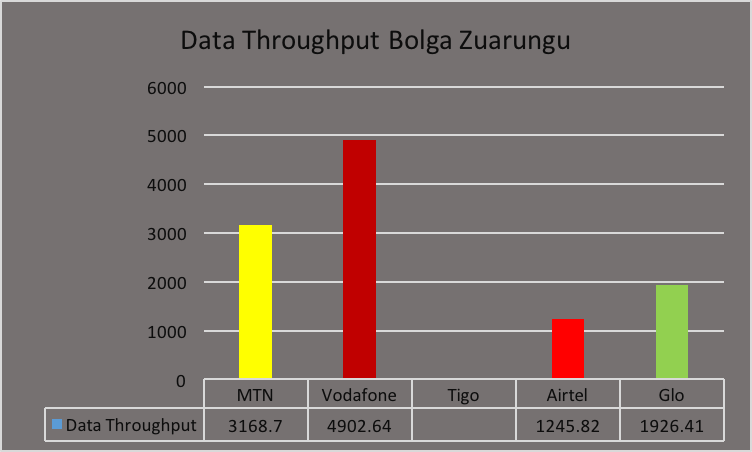 Data Throughput Bolga Zuarungu
6000
5000
4000
3000
2000
1000
0
MTN Vodafone Tigo Airtel Glo
Data Throughput 3168.7 4902.64 1245.82 1926.41